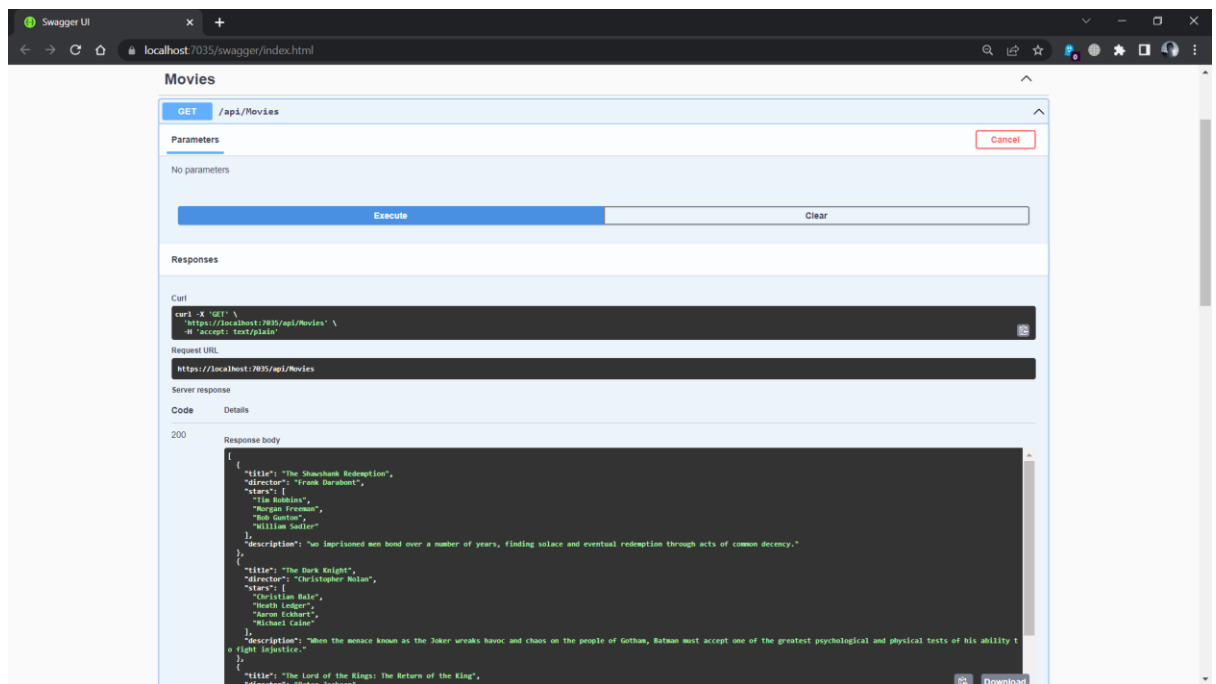 Swagger UI
localhost:7035/swagger/index.html
0
Movies
GET /api/Movies
Parameters
Cancel
No parameters
Execute
Clear
Responses
Curl
curl -X 'GET' \
'https://localhost:7035/api/Movies' \
-H 'accept: text/plain'
Request URL
https://localhost:7035/api/Movies
Server response
Code Details
200
Response body
[
{
"title": "The Shawshank Redemption",
"director": "Frank Darabont",
"stars": [
"Tim Robbins",
"Morgan Freeman",
"Bob Gunton",
"William Sadler"
],
"description": "wo imprisoned men bond over a number of years, finding solace and eventual redemption through acts of common decency."
},
{
"title": "The Dark Knight",
"director": "Christopher Nolan",
"stars": [
"Christian Bale",
"Heath Ledger",
"Aaron Eckhart",
"Michael Caine"
],
"description": "When the menace known as the Joker wreaks havoc and chaos on the people of Gotham, Batman must accept one of the greatest psychological and physical tests of his ability t
o fight injustice."
},
{
"title": "The Lord of the Rings: The Return of the King",
Download